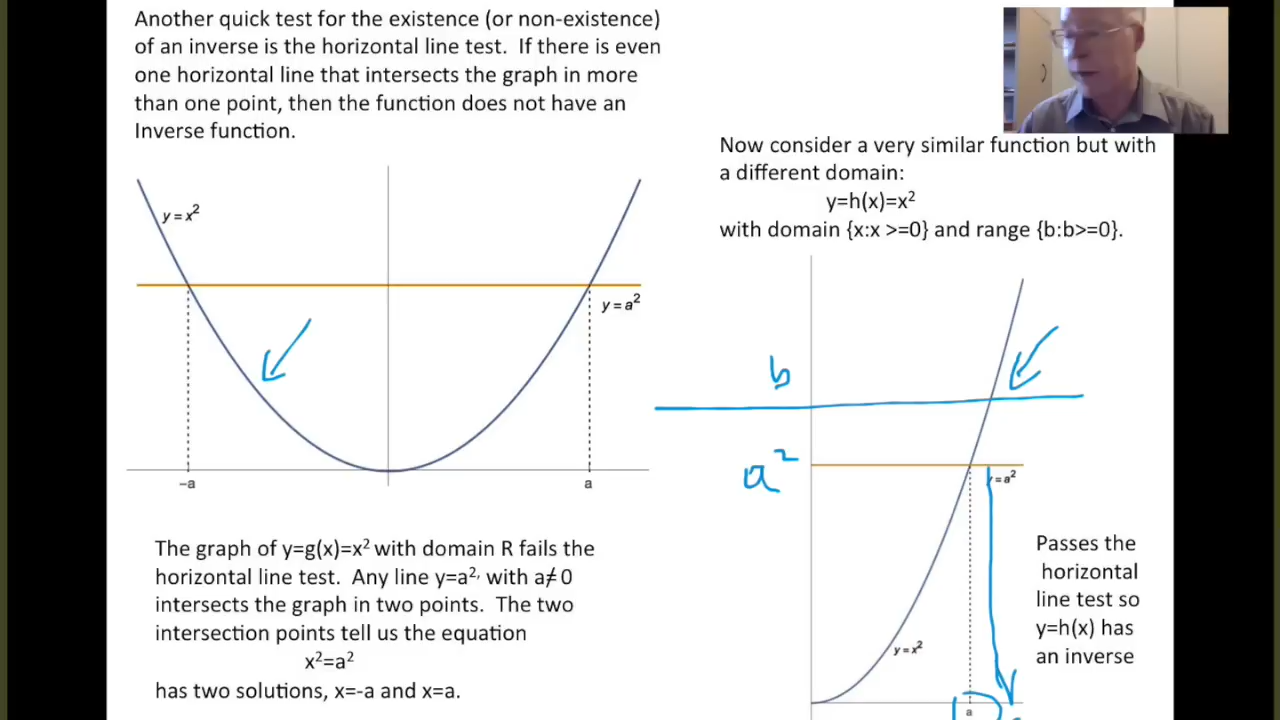 Another quick test for the existence (or non-existence)
of an inverse is the horizontal line test.  If there is even
one horizontal line that intersects the graph in more
than one point, then the function does not have an
Inverse function.
y = x²
y = a²
-a
a
The graph of y=g(x)=x² with domain R fails the
horizontal line test.  Any line y=a², with a≠0
intersects the graph in two points.  The two
intersection points tell us the equation
x²=a²
has two solutions, x=-a and x=a.
Now consider a very similar function but with
a different domain:
y=h(x)=x²
with domain {x:x >=0} and range {b:b>=0}.
b
a²
= a²
y = x²
a
Passes the
horizontal
line test so
y=h(x) has
an inverse